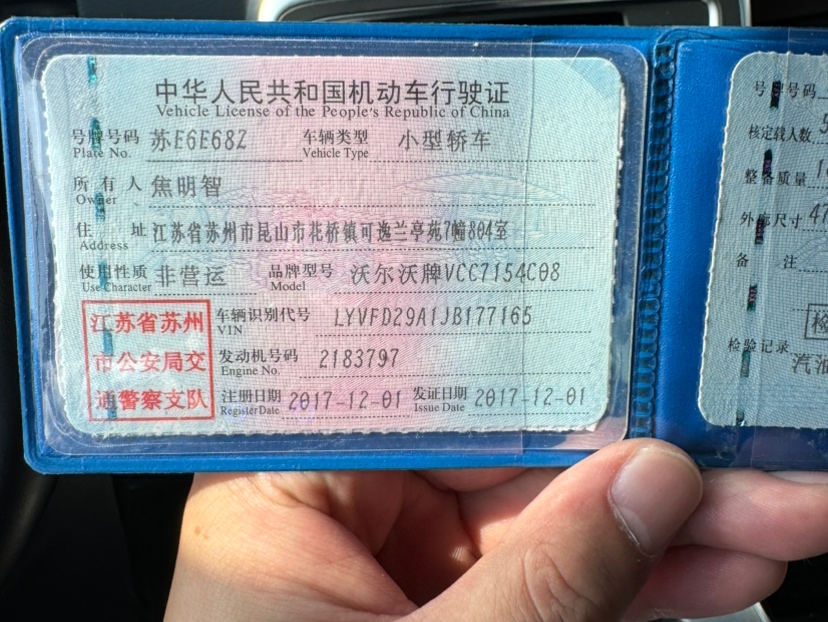 中华人民共和国机动车行驶证
Vehicle License of the People's Republic of China
号牌号码 苏E6E68Z 车辆类型 小型轿车
Plate No. Vehicle Type
所有人 焦明智
Owner
住址 江苏省苏州市昆山市花桥镇可逸兰亭苑7幢804室
Address
使用性质 非营运 品牌型号 沃尔沃牌VCC7154C08
Use Character Model
江苏省苏州
市公安局交
通警察支队
车辆识别代号 LYVFD29A1JB177165
VIN
发动机号码 2183797
Engine No.
注册日期 2017-12-01 发证日期 2017-12-01
Register Date Issue Date
号牌号码
核定载人数
整备质量
外廓尺寸 47
备注
检验记录
汽油